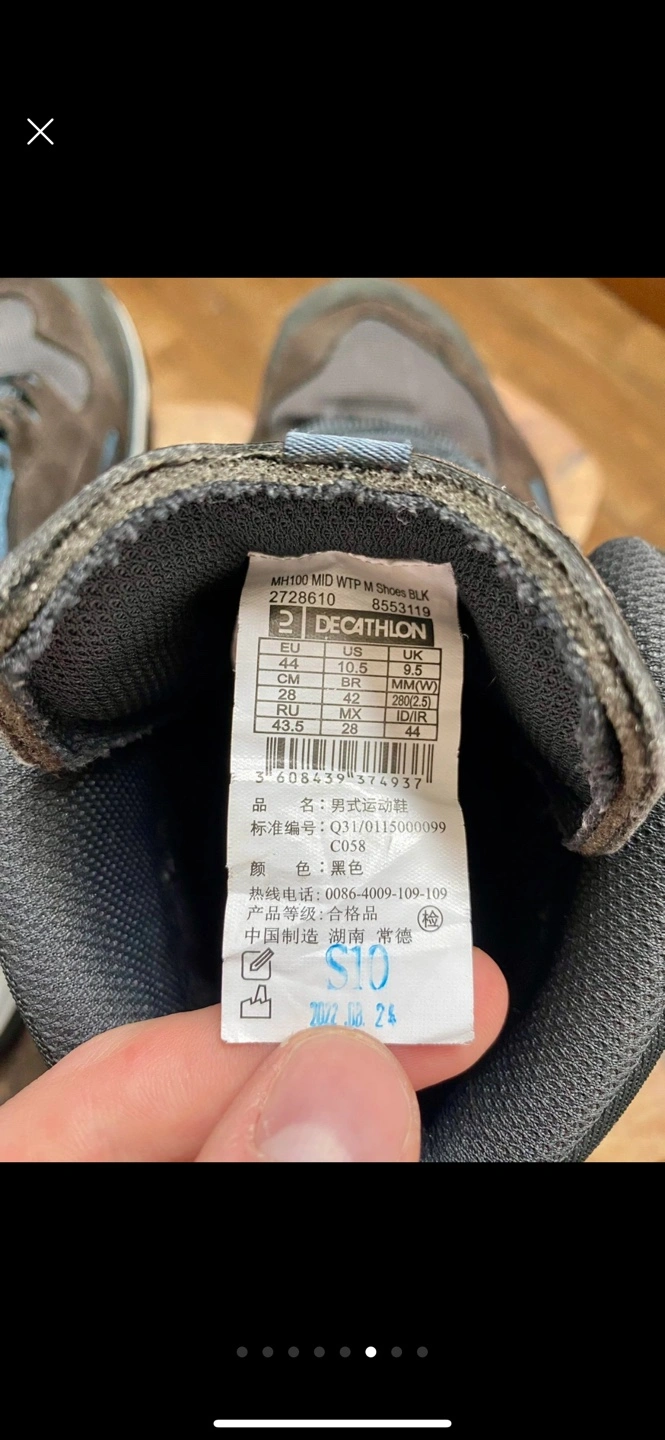 MH100 MID WTP M Shoes BLK
2728610 8553119
DECATHLON
EU US UK
44 10.5 9.5
CM BR MM(W)
28 42 280(2.5)
RU MX ID/IR
43.5 28 44
3 608439 374937
品 名：男式运动鞋
标准编号：Q31/0115000099
C058
颜 色：黑色
热线电话：0086-4009-109-109
产品等级：合格品
检
中国制造 湖南 常德
S10
2022.08.24